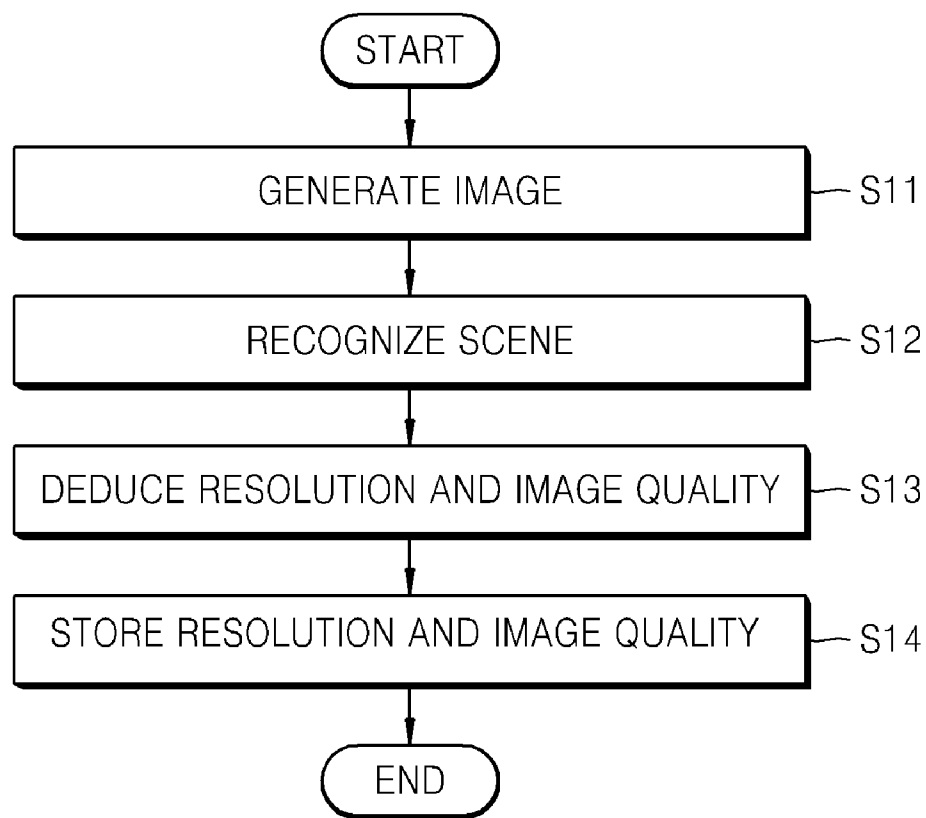 START
GENERATE IMAGE S11
RECOGNIZE SCENE S12
DEDUCE RESOLUTION AND IMAGE QUALITY S13
STORE RESOLUTION AND IMAGE QUALITY S14
END